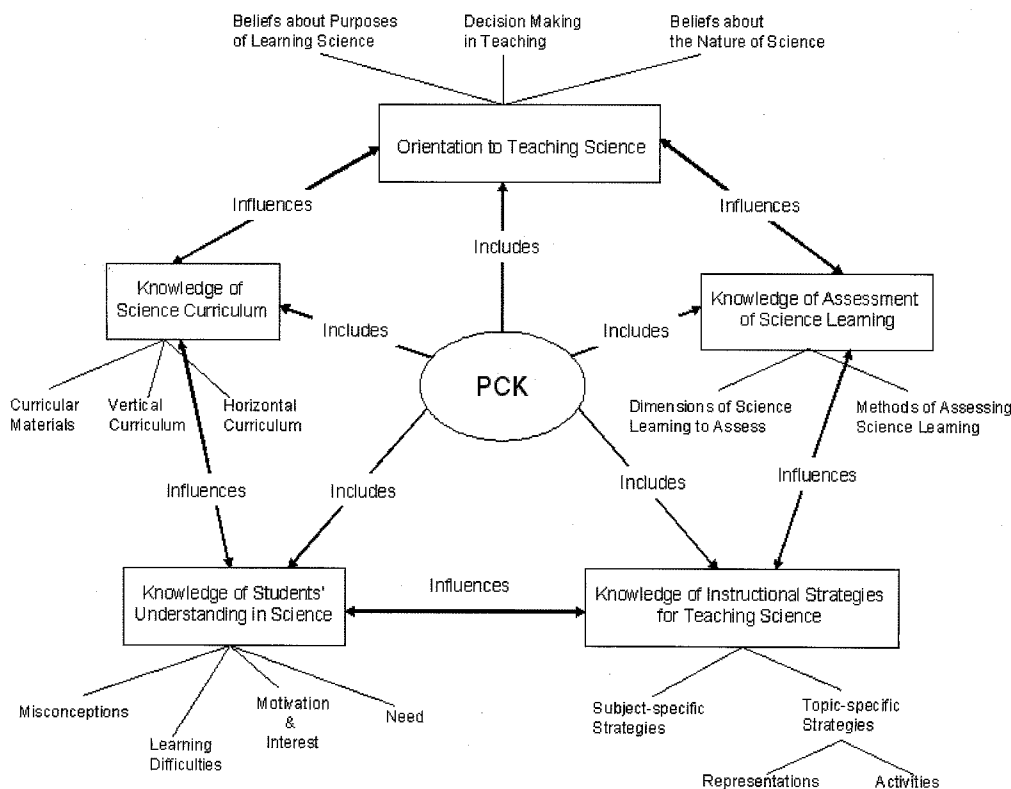 Beliefs about Purposes
of Learning Science
Decision Making
in Teaching
Beliefs about
the Nature of Science
Orientation to Teaching Science
Influences
Influences
Includes
Knowledge of
Science Curriculum
Knowledge of Assessment
of Science Learning
Includes
Includes
PCK
Curricular
Materials
Vertical
Curriculum
Horizontal
Curriculum
Dimensions of Science
Learning to Assess
Methods of Assessing
Science Learning
Influences
Includes
Includes
Influences
Knowledge of Students'
Understanding in Science
Influences
Knowledge of Instructional Strategies
for Teaching Science
Misconceptions
Learning
Difficulties
Motivation
&
Interest
Need
Subject-specific
Strategies
Topic-specific
Strategies
Representations
Activities